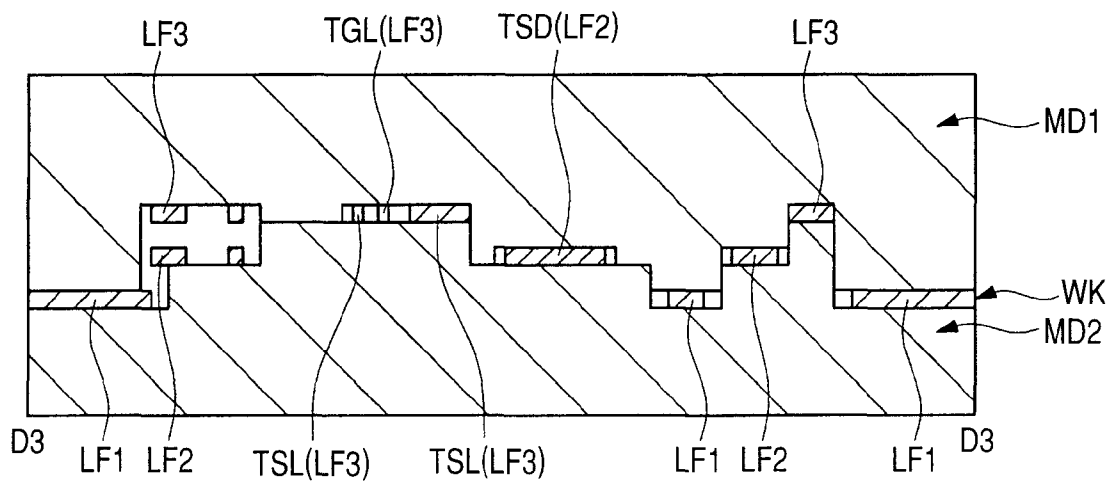 LF3
TGL(LF3)
TSD(LF2)
LF3
MD1
WK
MD2
D3
D3
LF1
LF2
TSL(LF3)
TSL(LF3)
LF1
LF2
LF1